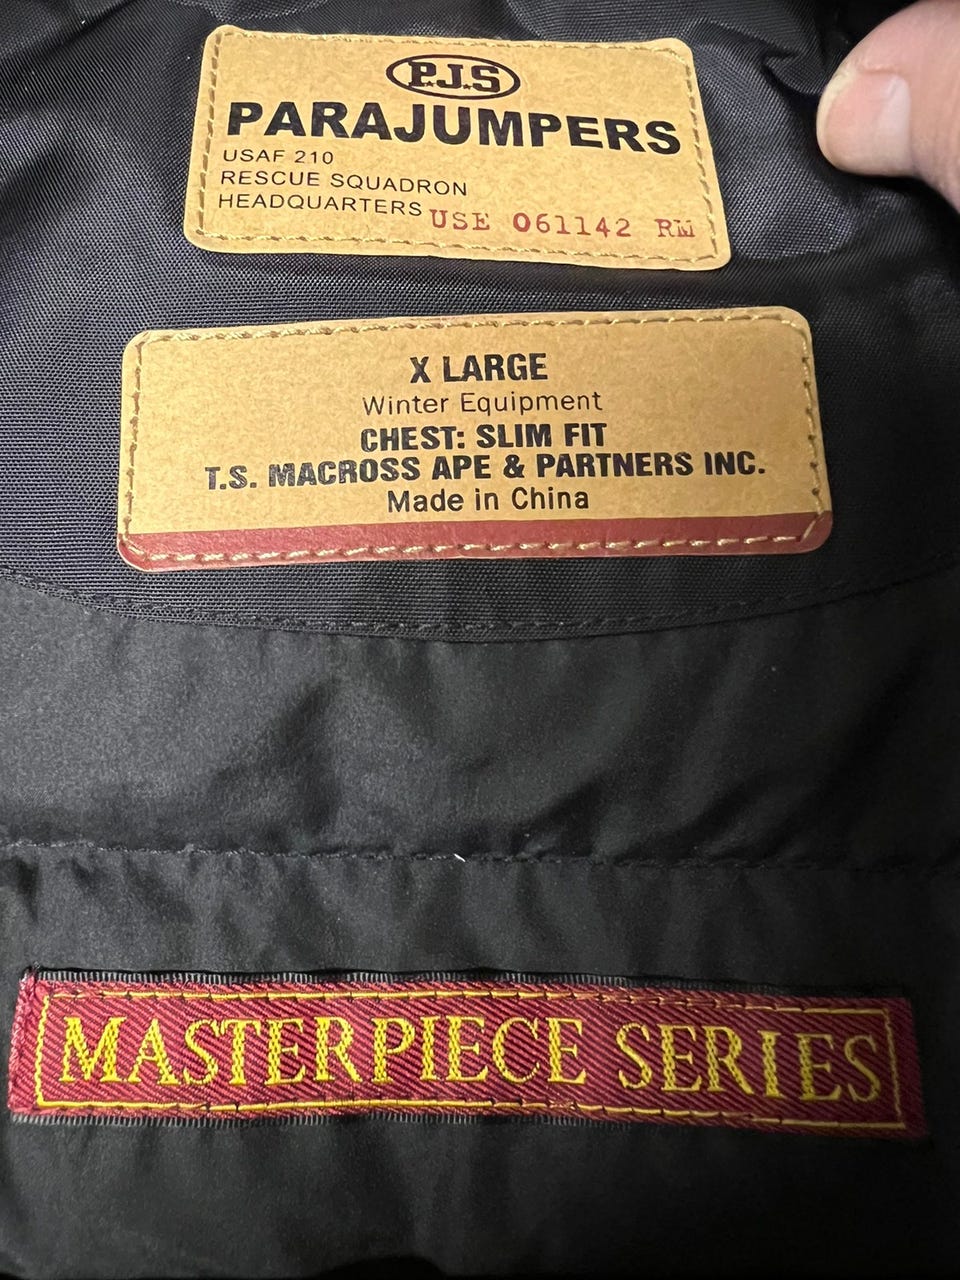 P.J.S
PARAJUMPERS
USAF 210
RESCUE SQUADRON
HEADQUARTERS USE 061142 RM
X LARGE
Winter Equipment
CHEST: SLIM FIT
T.S. MACROSS APE & PARTNERS INC.
Made in China
MASTERPIECE SERIES